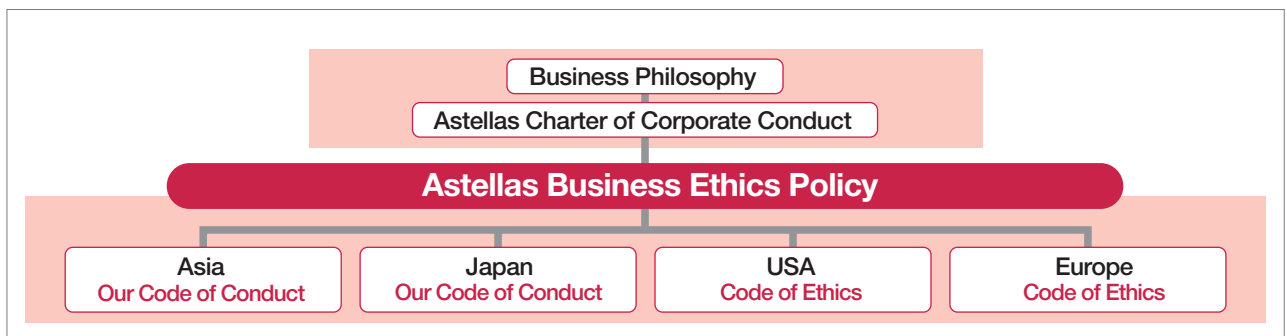 Business Philosophy
Astellas Charter of Corporate Conduct
Astellas Business Ethics Policy
Asia
Our Code of Conduct
Japan
Our Code of Conduct
USA
Code of Ethics
Europe
Code of Ethics